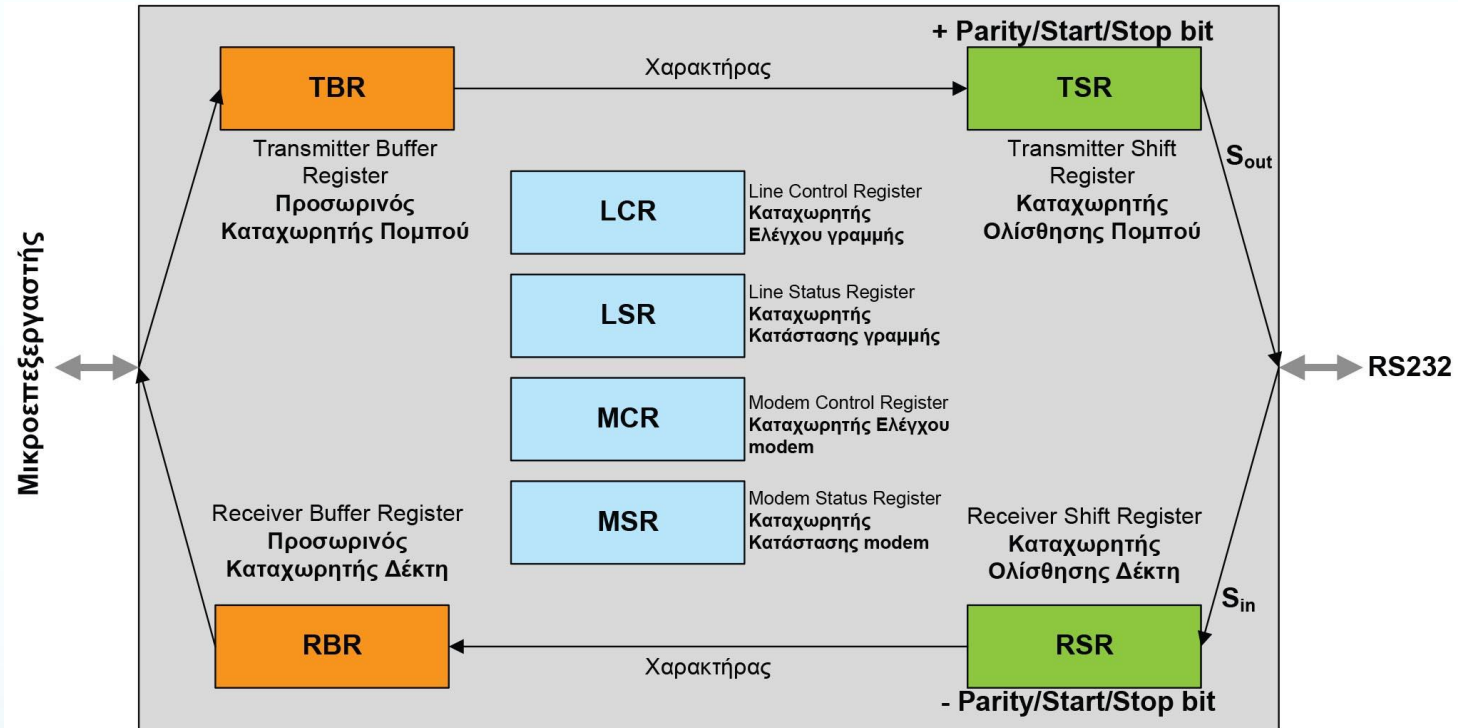 + Parity/Start/Stop bit
TBR
Χαρακτήρας
TSR
Transmitter Buffer
Register
Προσωρινός
Καταχωρητής Πομπού
Transmitter Shift
Register
Καταχωρητής
Ολίσθησης Πομπού
Sout
LCR
Line Control Register
Καταχωρητής
Ελέγχου γραμμής
LSR
Line Status Register
Καταχωρητής
Κατάστασης γραμμής
Μικροεπεξεργαστής
RS232
MCR
Modem Control Register
Καταχωρητής Ελέγχου
modem
MSR
Modem Status Register
Καταχωρητής
Κατάστασης modem
Receiver Buffer Register
Προσωρινός
Καταχωρητής Δέκτη
Receiver Shift Register
Καταχωρητής
Ολίσθησης Δέκτη
Sin
RBR
Χαρακτήρας
RSR
- Parity/Start/Stop bit